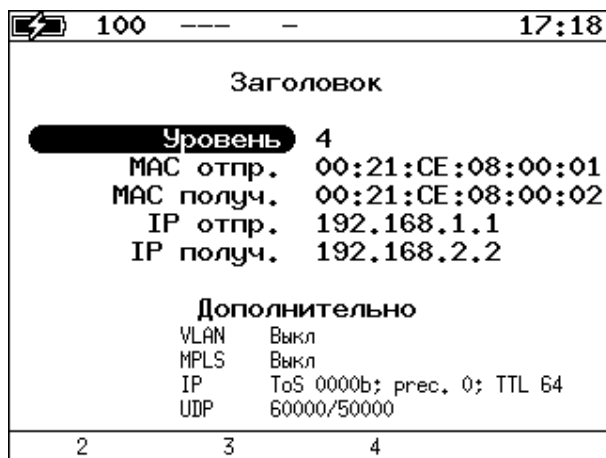 100 --- - 17:18
Заголовок
Уровень 4
MAC отпр. 00:21:CE:08:00:01
MAC получ. 00:21:CE:08:00:02
IP отпр. 192.168.1.1
IP получ. 192.168.2.2
Дополнительно
VLAN Выкл
MPLS Выкл
IP ToS 0000b; prec. 0; TTL 64
UDP 60000/50000
2 3 4